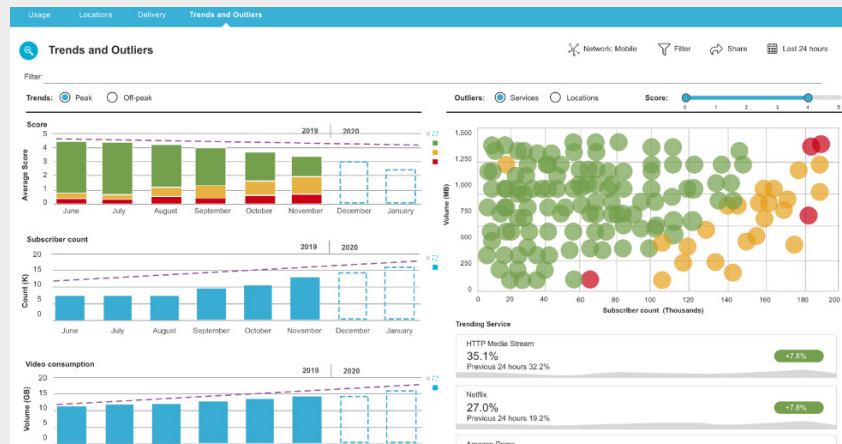 Usage Locations Delivery Trends and Outliers
Trends and Outliers
Network: Mobile Filter Share Last 24 hours
Filter:
Trends: Peak Off-peak
Outliers: Services Locations Score:
0 1 2 3 4 5
Score
2019 2020
Average Score
5
4
3
2
1
0
June July August September October November December January
Subscriber count
2019 2020
Count (K)
20
15
10
5
0
June July August September October November December January
Video consumption
2019 2020
Volume (GB)
20
15
10
5
0
Volume (MB)
1,500
1,250
1,000
750
500
250
0
0 20 40 60 80 100 120 140 160 180 200
Subscriber count (Thousands)
Trending Service
HTTP Media Stream
35.1% +7.8%
Previous 24 hours 32.2%
Netflix
27.0% +7.8%
Previous 24 hours 19.2%
Amazon Prime